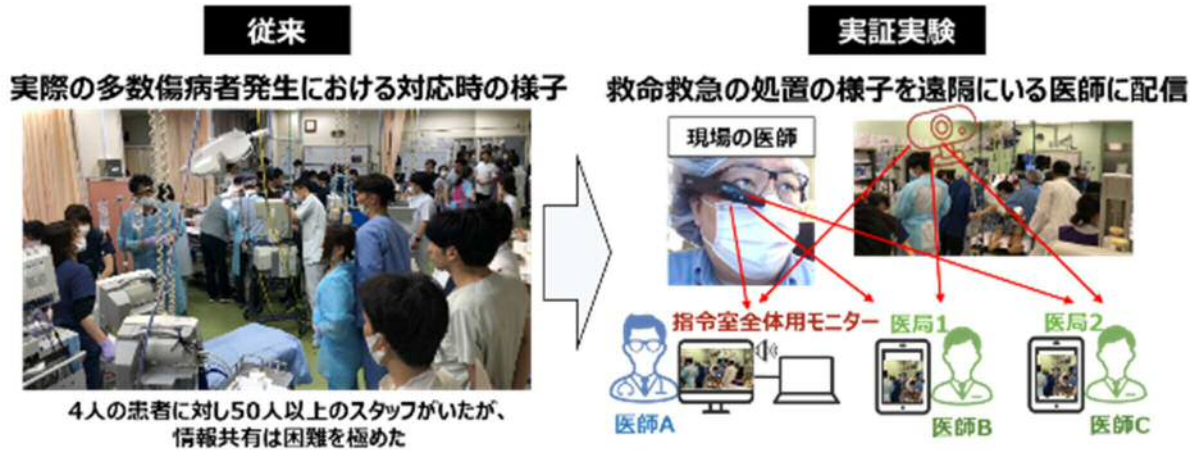 従来
実際の多数傷病者発生における対応時の様子
4人の患者に対し50人以上のスタッフがいたが、
情報共有は困難を極めた
実証実験
救命救急の処置の様子を遠隔にいる医師に配信
現場の医師
指令室全体用モニター
医局1
医局2
医師A
医師B
医師C